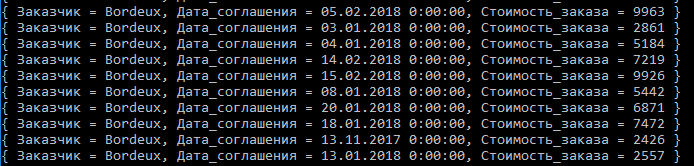 { Заказчик = Bordeux, Дата_соглашения = 05.02.2018 0:00:00, Стоимость_заказа = 9963 }
{ Заказчик = Bordeux, Дата_соглашения = 03.01.2018 0:00:00, Стоимость_заказа = 2861 }
{ Заказчик = Bordeux, Дата_соглашения = 04.01.2018 0:00:00, Стоимость_заказа = 5184 }
{ Заказчик = Bordeux, Дата_соглашения = 14.02.2018 0:00:00, Стоимость_заказа = 7219 }
{ Заказчик = Bordeux, Дата_соглашения = 15.02.2018 0:00:00, Стоимость_заказа = 9926 }
{ Заказчик = Bordeux, Дата_соглашения = 08.01.2018 0:00:00, Стоимость_заказа = 5442 }
{ Заказчик = Bordeux, Дата_соглашения = 20.01.2018 0:00:00, Стоимость_заказа = 6871 }
{ Заказчик = Bordeux, Дата_соглашения = 18.01.2018 0:00:00, Стоимость_заказа = 7472 }
{ Заказчик = Bordeux, Дата_соглашения = 13.11.2017 0:00:00, Стоимость_заказа = 2426 }
{ Заказчик = Bordeux, Дата_соглашения = 13.01.2018 0:00:00, Стоимость_заказа = 2557 }